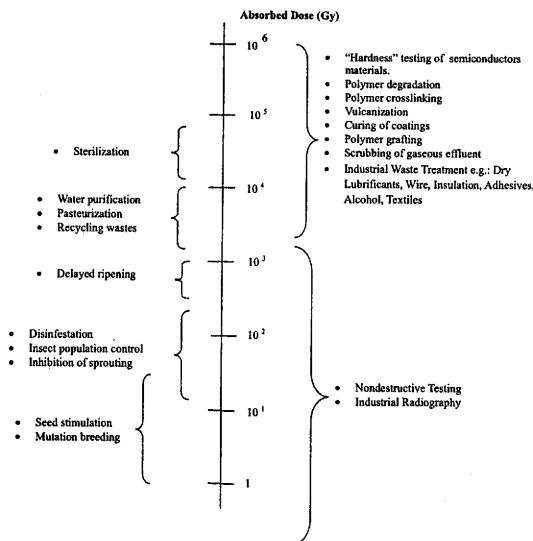 Absorbed Dose (Gy)
10 6
10 5
10 4
10 3
10 2
10 1
1
• Sterilization
• Water purification
• Pasteurization
• Recycling wastes
• Delayed ripening
• Disinfestation
• Insect population control
• Inhibition of sprouting
• Seed stimulation
• Mutation breeding
• "Hardness" testing of semiconductors
materials.
• Polymer degradation
• Polymer crosslinking
• Vulcanization
• Curing of coatings
• Polymer grafting
• Scrubbing of gaseous effluent
• Industrial Waste Treatment e.g.: Dry
Lubrificants, Wire, Insulation, Adhesives,
Alcohol, Textiles
• Nondestructive Testing
• Industrial Radiography